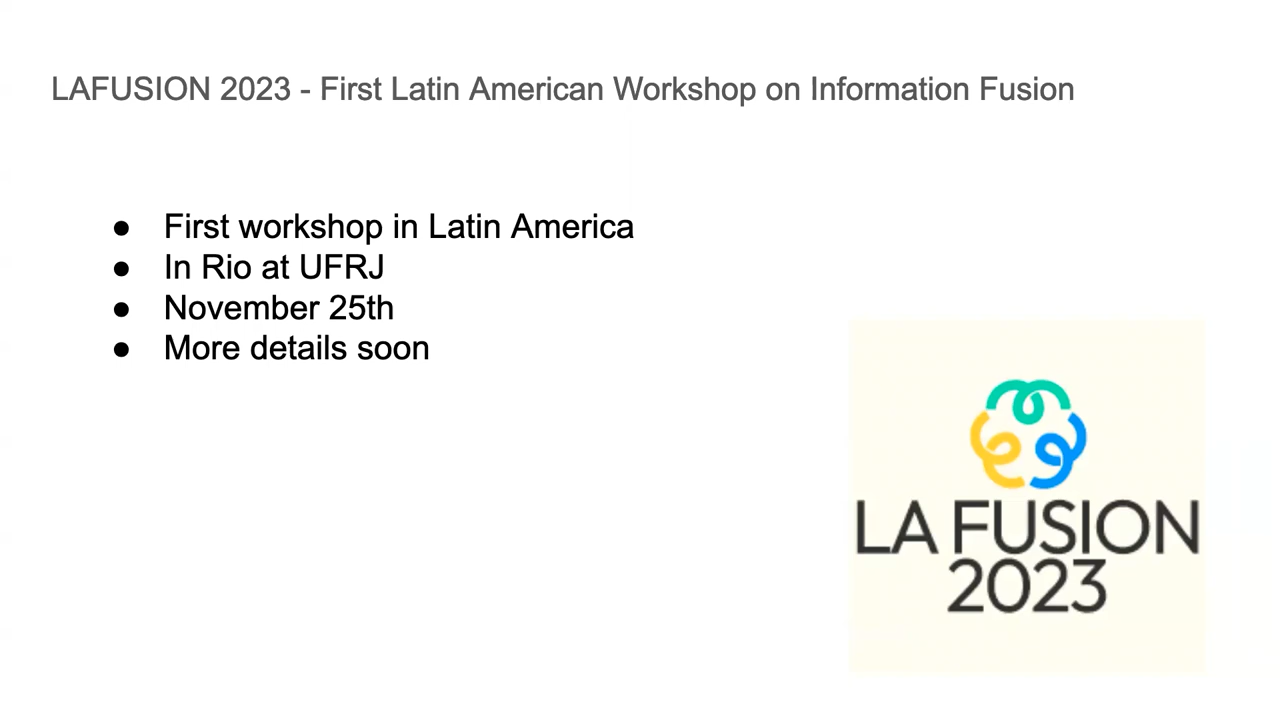 LAFUSION 2023 - First Latin American Workshop on Information Fusion
● First workshop in Latin America
● In Rio at UFRJ
● November 25th
● More details soon
LA FUSION
2023